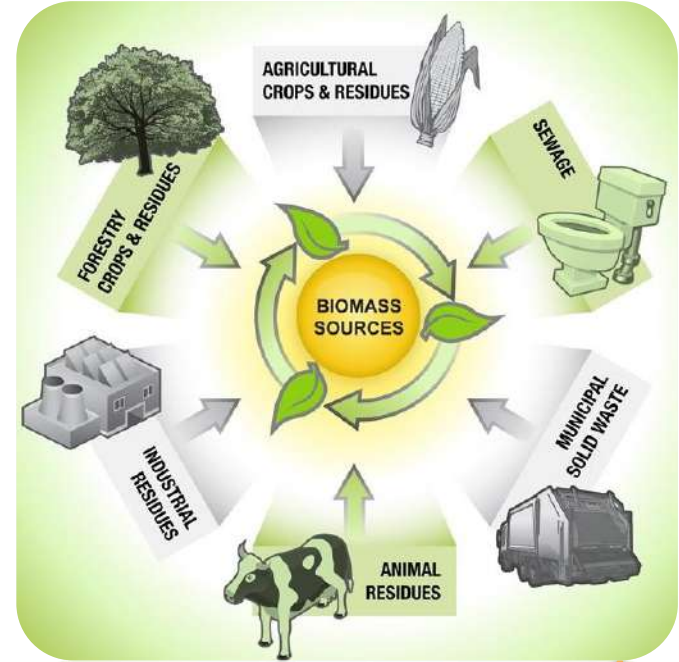 AGRICULTURAL
CROPS & RESIDUES
SEWAGE
FORESTRY
CROPS & RESIDUES
BIOMASS
SOURCES
MUNICIPAL
SOLID WASTE
INDUSTRIAL
RESIDUES
ANIMAL
RESIDUES